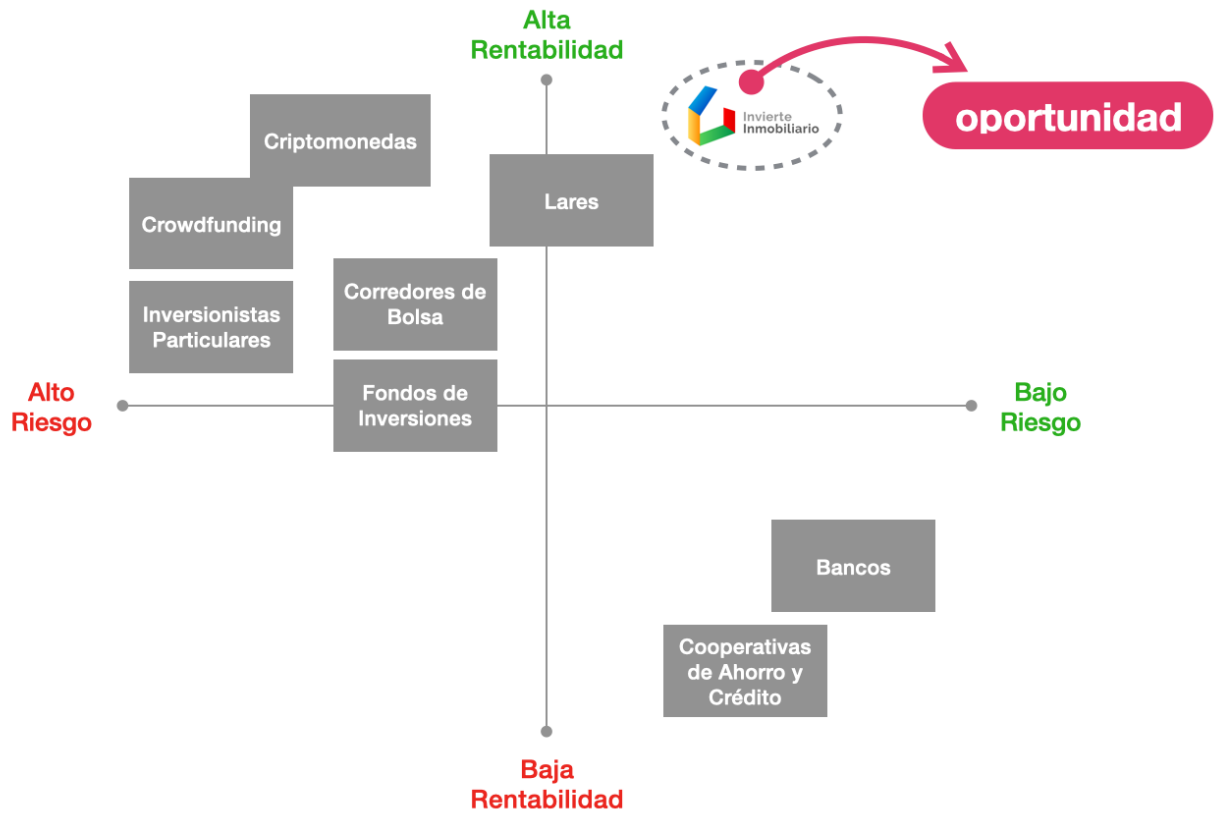 Alta
Rentabilidad
Invierte
Inmobiliario
oportunidad
Criptomonedas
Lares
Crowdfunding
Corredores de
Bolsa
Inversionistas
Particulares
Alto
Riesgo
Fondos de
Inversiones
Bajo
Riesgo
Bancos
Cooperativas
de Ahorro y
Crédito
Baja
Rentabilidad